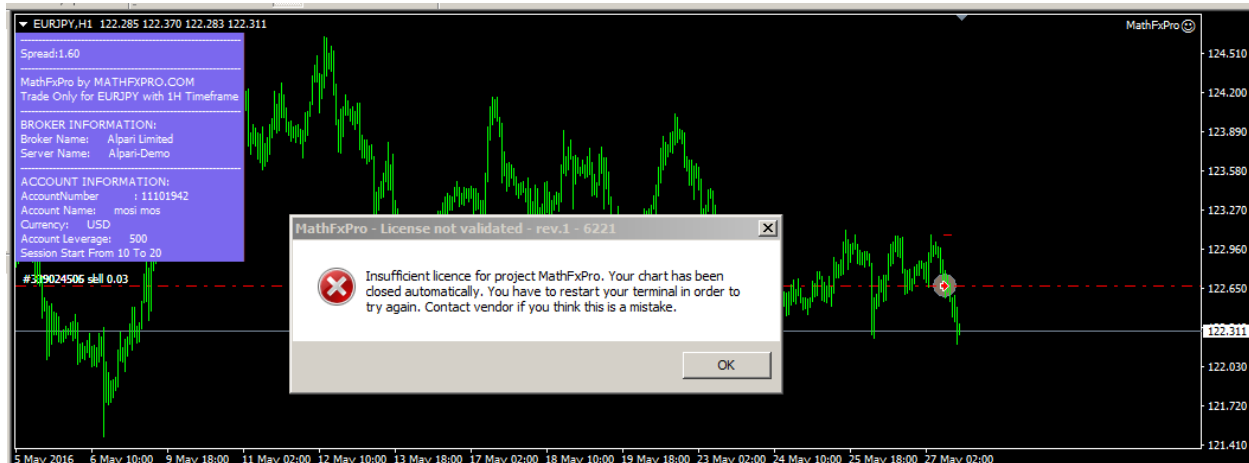 EURJPY,H1 122.285 122.370 122.283 122.311
MathFxPro
Spread:1.60
MathFxPro by MATHFXPRO.COM
Trade Only for EURJPY with 1H Timeframe
BROKER INFORMATION:
Broker Name: Alpari Limited
Server Name: Alpari-Demo
ACCOUNT INFORMATION:
AccountNumber : 11101942
Account Name: mosi mos
Currency: USD
Account Leverage: 500
Session Start From 10 To 20
#339024506 sell 0.03
MathFxPro - License not validated - rev.1 - 6221
Insufficient licence for project MathFxPro. Your chart has been
closed automatically. You have to restart your terminal in order to
try again. Contact vendor if you think this is a mistake.
OK
124.510
124.200
123.890
123.580
123.270
122.960
122.650
122.311
122.030
121.720
121.410
5 May 2016 6 May 10:00 9 May 18:00 11 May 02:00 12 May 10:00 13 May 18:00 17 May 02:00 18 May 10:00 19 May 18:00 23 May 02:00 24 May 10:00 25 May 18:00 27 May 02:00